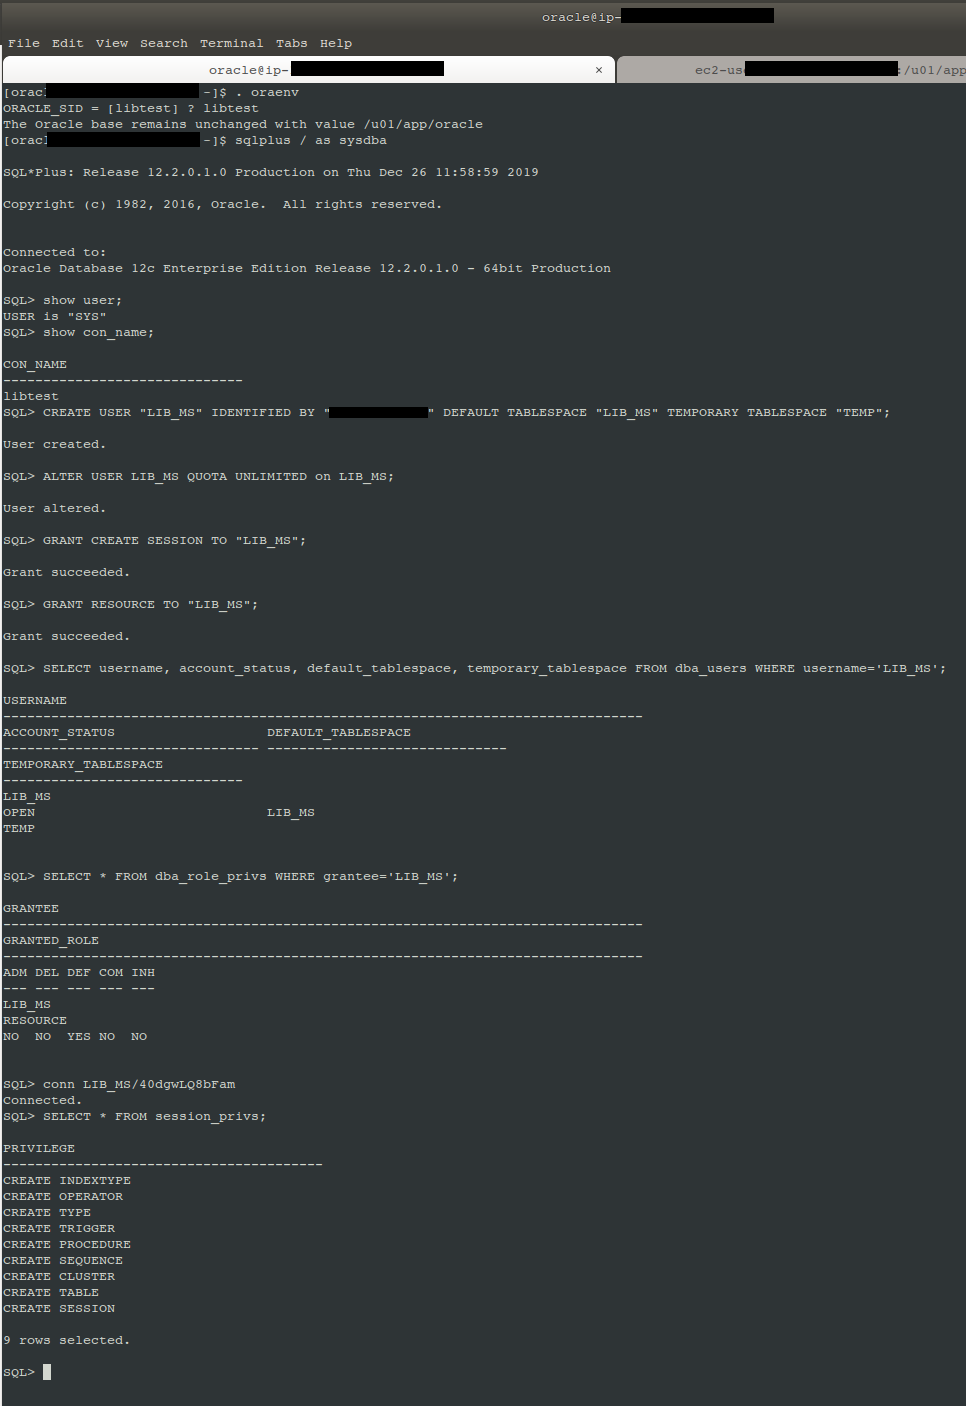 oracle@ip-
File Edit View Search Terminal Tabs Help
oracle@ip- × ec2-us :/u01/app
[orac ~]$ . oraenv
ORACLE_SID = [libtest] ? libtest
The Oracle base remains unchanged with value /u01/app/oracle
[orac ~]$ sqlplus / as sysdba
SQL*Plus: Release 12.2.0.1.0 Production on Thu Dec 26 11:58:59 2019
Copyright (c) 1982, 2016, Oracle.  All rights reserved.
Connected to:
Oracle Database 12c Enterprise Edition Release 12.2.0.1.0 - 64bit Production
SQL> show user;
USER is "SYS"
SQL> show con_name;
CON_NAME
------------------------------
libtest
SQL> CREATE USER "LIB_MS" IDENTIFIED BY " " DEFAULT TABLESPACE "LIB_MS" TEMPORARY TABLESPACE "TEMP";
User created.
SQL> ALTER USER LIB_MS QUOTA UNLIMITED on LIB_MS;
User altered.
SQL> GRANT CREATE SESSION TO "LIB_MS";
Grant succeeded.
SQL> GRANT RESOURCE TO "LIB_MS";
Grant succeeded.
SQL> SELECT username, account_status, default_tablespace, temporary_tablespace FROM dba_users WHERE username='LIB_MS';
USERNAME
--------------------------------------------------------------------------------
ACCOUNT_STATUS                   DEFAULT_TABLESPACE
-------------------------------- ------------------------------
TEMPORARY_TABLESPACE
------------------------------
LIB_MS
OPEN                             LIB_MS
TEMP
SQL> SELECT * FROM dba_role_privs WHERE grantee='LIB_MS';
GRANTEE
--------------------------------------------------------------------------------
GRANTED_ROLE
--------------------------------------------------------------------------------
ADM DEL DEF COM INH
--- --- --- --- ---
LIB_MS
RESOURCE
NO  NO  YES NO  NO
SQL> conn LIB_MS/40dgwLQ8bFam
Connected.
SQL> SELECT * FROM session_privs;
PRIVILEGE
----------------------------------------
CREATE INDEXTYPE
CREATE OPERATOR
CREATE TYPE
CREATE TRIGGER
CREATE PROCEDURE
CREATE SEQUENCE
CREATE CLUSTER
CREATE TABLE
CREATE SESSION
9 rows selected.
SQL>